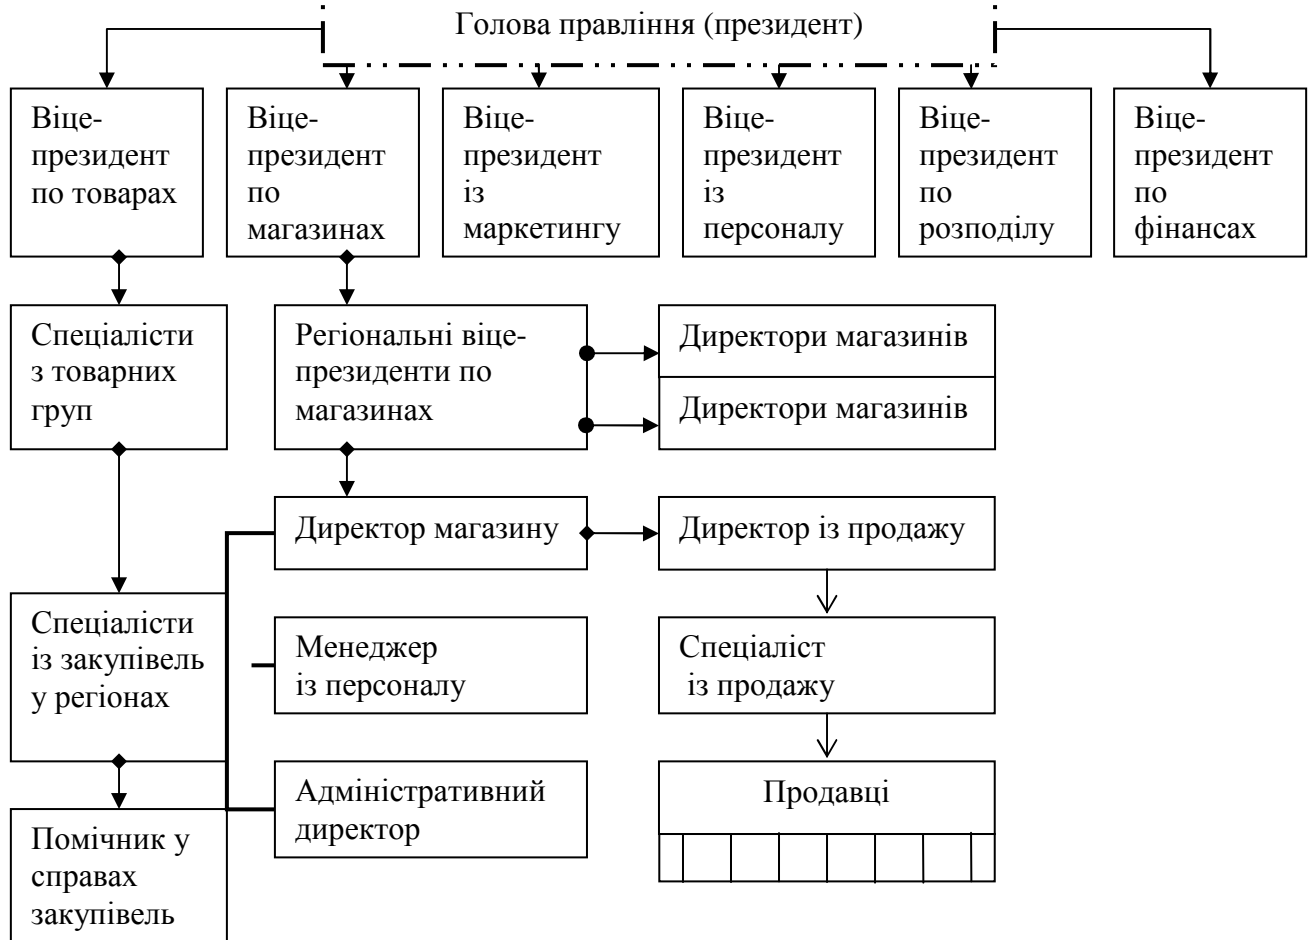 Голова правління (президент)
Віце-
президент
по товарах
Віце-
президент
по
магазинах
Віце-
президент
із
маркетингу
Віце-
президент
із
персоналу
Віце-
президент
по
розподілу
Віце-
президент
по
фінансах
Спеціалісти
з товарних
груп
Регіональні віце-
президенти по
магазинах
Директори магазинів
Директори магазинів
Директор магазину
Директор із продажу
Спеціалісти
із закупівель
у регіонах
Менеджер
із персоналу
Спеціаліст
із продажу
Адміністративний
директор
Продавці
Помічник у
справах
закупівель